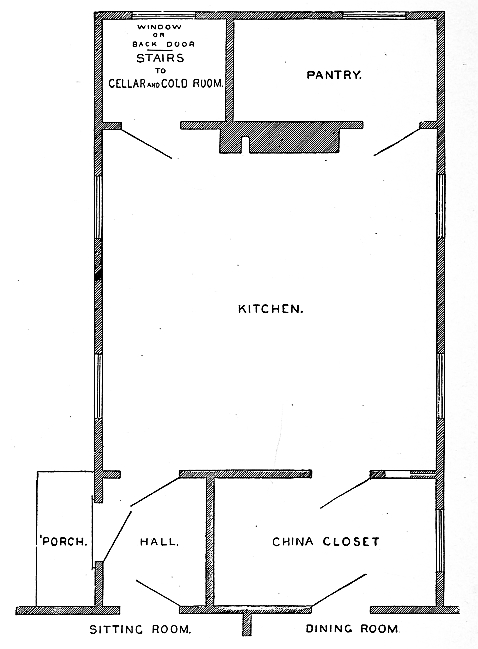 WINDOW
OR
BACK DOOR
STAIRS
TO
CELLAR AND COLD ROOM.
PANTRY.
KITCHEN.
PORCH.
HALL.
CHINA CLOSET
SITTING ROOM.
DINING ROOM.